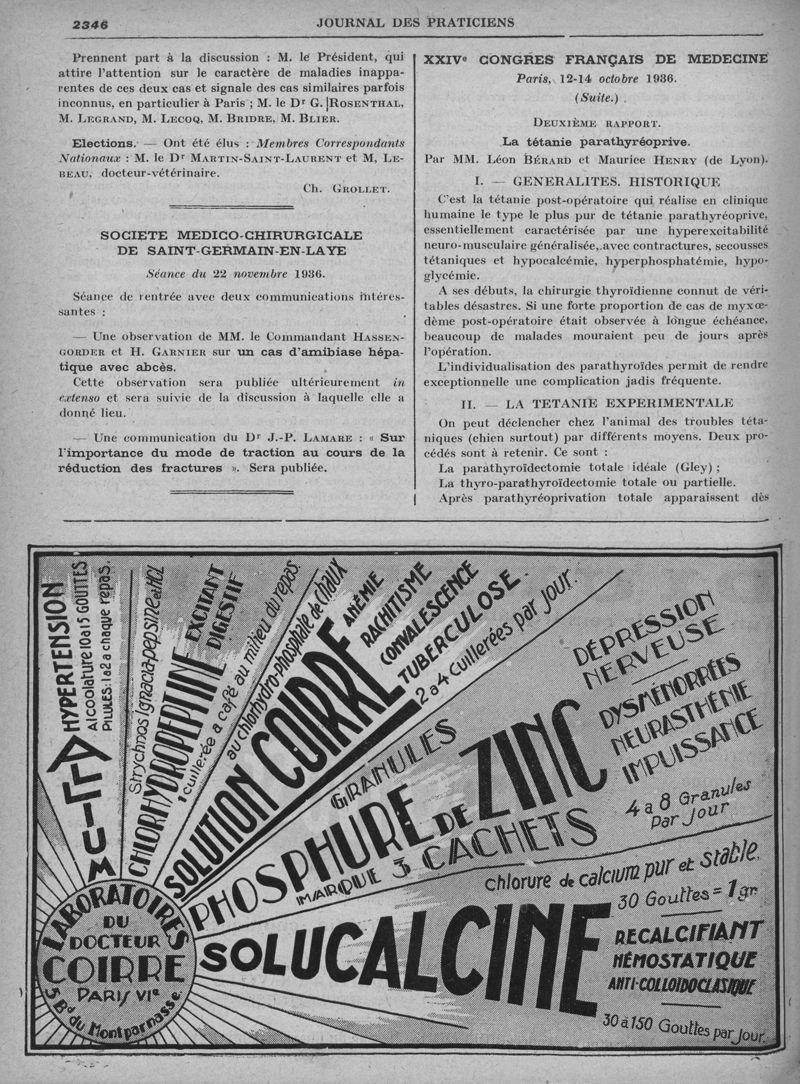 2346
JOURNAL DES PRATICIENS
Prennent part à la discussion : M. le Président, qui
attire l'attention sur le caractère de maladies inappa-
rentes de ces deux cas et signale des cas similaires parfois
inconnus, en particulier à Paris ; M. le Dr G. ROSENTHAL,
M. LEGRAND, M. LECOQ, M. BRIDRE, M. BLIER.
Elections. — Ont été élus : Membres Correspondants
Nationaux : M. le Dr MARTIN-SAINT-LAURENT et M, LE-
BEAU, docteur-vétérinaire.
Ch. GROLLET.
SOCIETE MEDICO-CHIRURGICALE
DE SAINT-GERMAIN-EN-LAYE
Séance du 22 novembre 1936.
Séance de rentrée avec deux communications intéres-
santes :
— Une observation de MM. le Commandant HASSEN-
GORDER et H. GARNIER sur un cas d'amibiase hépa-
tique avec abcès.
Cette observation sera publiée ultérieurement in
extenso et sera suivie de la discussion à laquelle elle a
donné lieu.
— Une communication du Dr J.-P. LAMARE : « Sur
l'importance du mode de traction au cours de la
réduction des fractures ». Sera publiée.
XXIVe CONGRES FRANÇAIS DE MEDECINE
Paris, 12-14 octobre 1936.
(Suite.)
DEUXIÈME RAPPORT.
La tétanie parathyréoprive.
Par MM. Léon BÉRARD et Maurice HENRY (de Lyon).
I. — GENERALITES. HISTORIQUE
C'est la tétanie post-opératoire qui réalise en clinique
humaine le type le plus pur de tétanie parathyréoprive,
essentiellement caractérisée par une hyperexcitabilité
neuro-musculaire généralisée, avec contractures, secousses
tétaniques et hypocalcémie, hyperphosphatémie, hypo-
glycémie.
A ses débuts, la chirurgie thyroïdienne connut de véri-
tables désastres. Si une forte proportion de cas de myxœ-
dème post-opératoire était observée à longue échéance,
beaucoup de malades mouraient peu de jours après
l'opération.
L'individualisation des parathyroïdes permit de rendre
exceptionnelle une complication jadis fréquente.
II. — LA TETANIE EXPERIMENTALE
On peut déclencher chez l'animal des troubles téta-
niques (chien surtout) par différents moyens. Deux pro-
cédés sont à retenir. Ce sont :
La parathyroïdectomie totale idéale (Gley) ;
La thyro-parathyroïdectomie totale ou partielle.
Après parathyréoprivation totale apparaissent dès
ALLIUM
HYPERTENSION
Alcoolature 10 a 15 GOUTTES
PILULES: 1 a 2 a chaque repas.
Strychnos Ignacia-pepsine et HCl
CHLORHYDROPEPTINE
EXCITANT
DIGESTIF
1 cuillerée a café au milieu du repas.
au chlorhydro-phosphate de chaux
SOLUTION COIRRE
ANÉMIE
RACHITISME
CONVALESCENCE
TUBERCULOSE
2 a 4 cuillerées par jour.
GRANULES
PHOSPHURE DE ZINC
MARQUE 3 CACHETS
DÉPRESSION
NERVEUSE
DYSMÉNORRÉES
NEURASTHÉNIE
IMPUISSANCE
4 a 8 Granules
par Jour
Chlorure de calcium pur et stable.
30 Gouttes = 1 gr.
SOLUCALCINE
RECALCIFIANT
HÉMOSTATIQUE
ANTI-COLLOÏDOCLASIQUE
30 à 150 Gouttes par Jour.
LABORATOIRES
DU
DOCTEUR
COIRRE
PARIS VIe
5 Bd du Montparnasse.